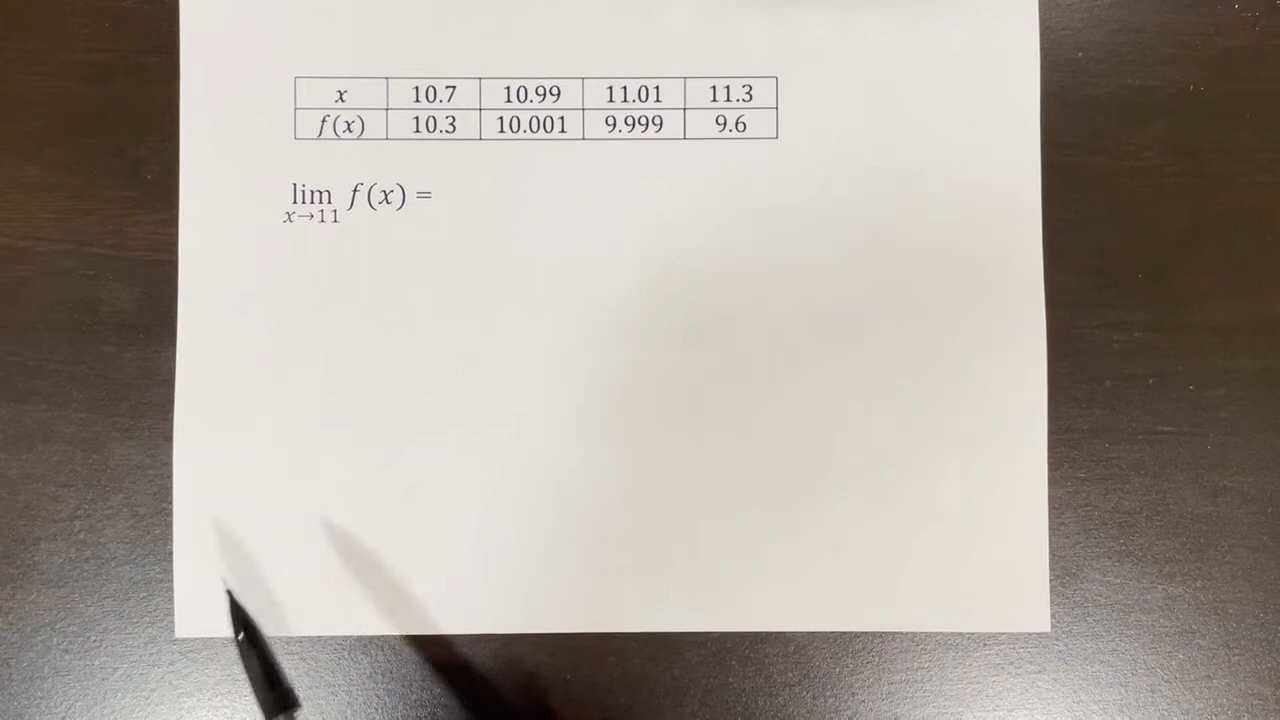 x 10.7 10.99 11.01 11.3
f(x) 10.3 10.001 9.999 9.6
lim f(x) =
x→11